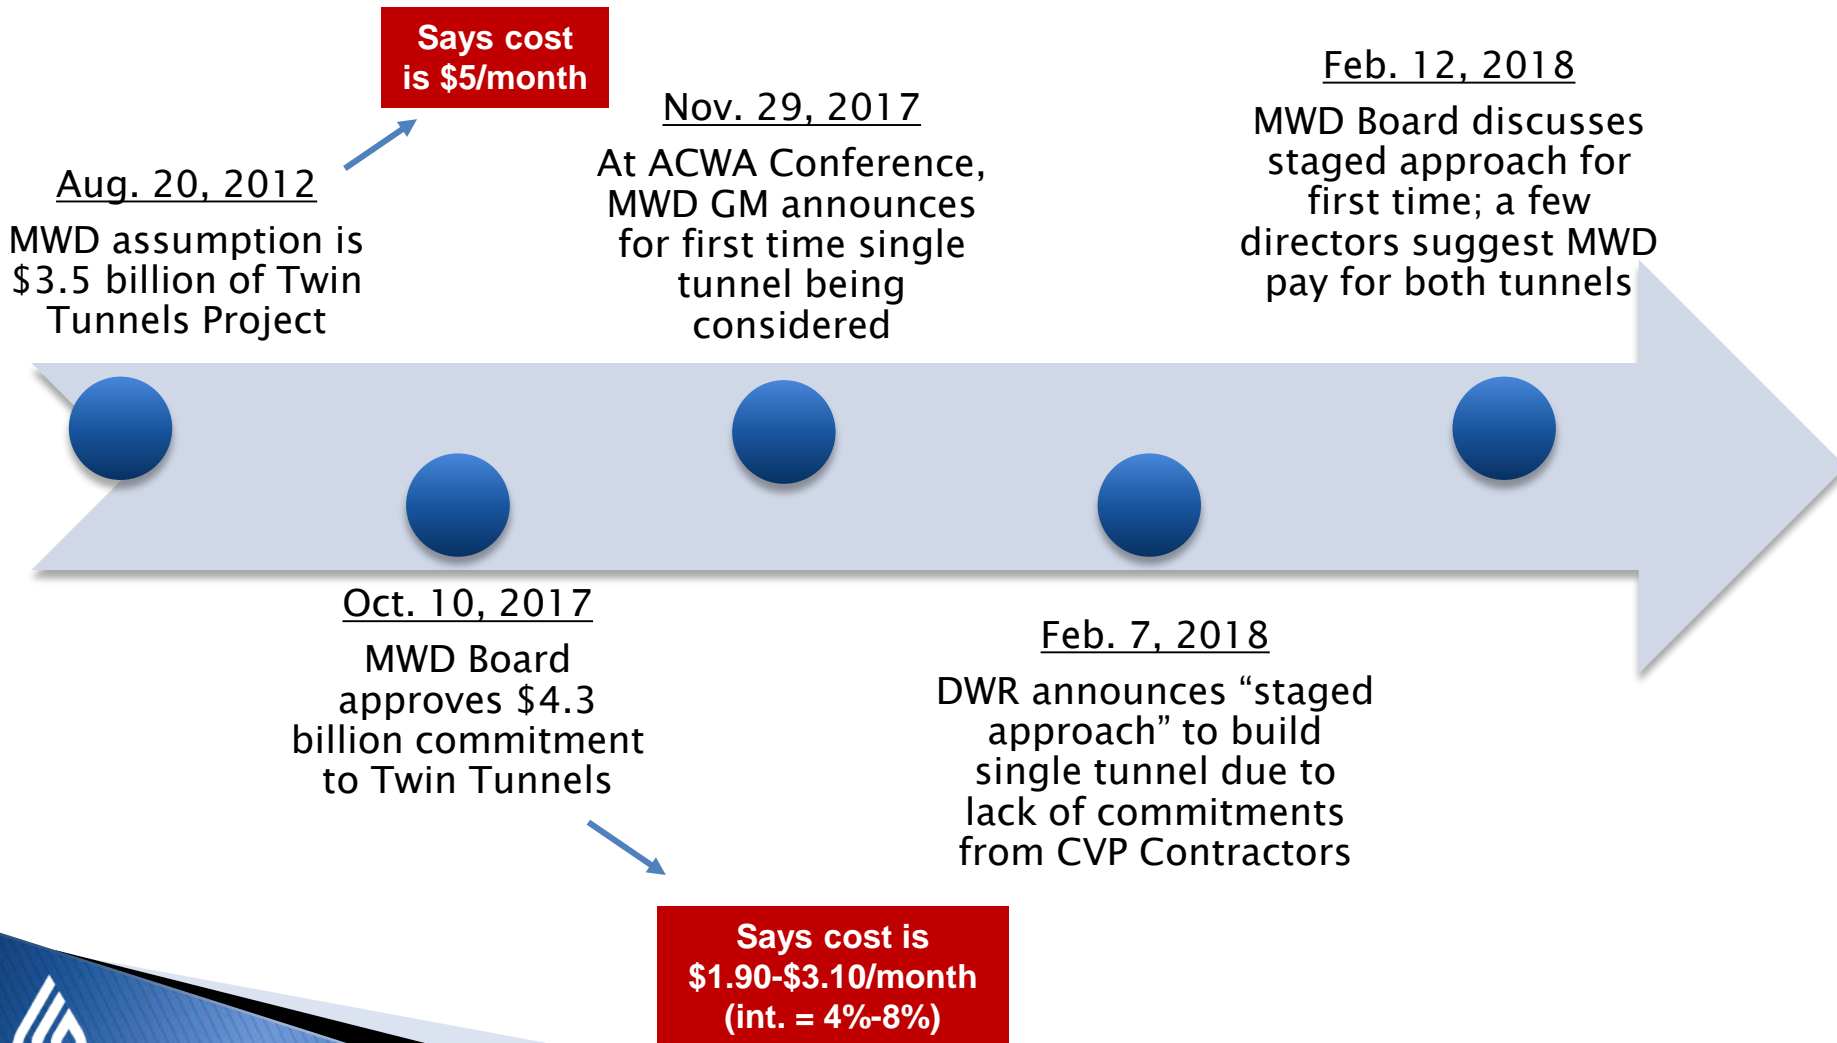 Says cost
is $5/month
Aug. 20, 2012
MWD assumption is
$3.5 billion of Twin
Tunnels Project
Oct. 10, 2017
MWD Board
approves $4.3
billion commitment
to Twin Tunnels
Says cost is
$1.90-$3.10/month
(int. = 4%-8%)
Nov. 29, 2017
At ACWA Conference,
MWD GM announces
for first time single
tunnel being
considered
Feb. 7, 2018
DWR announces “staged
approach” to build
single tunnel due to
lack of commitments
from CVP Contractors
Feb. 12, 2018
MWD Board discusses
staged approach for
first time; a few
directors suggest MWD
pay for both tunnels